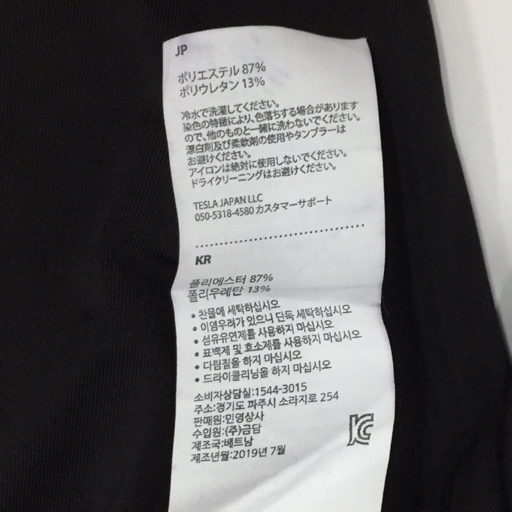 JP
ポリエステル 87%
ポリウレタン 13%
冷水で洗濯してください。
染色の特徴により、色落ちする場合があります
ので、他のものと一緒に洗わないでください。
漂白剤及び柔軟剤の使用やタンブラーは
お避けください。
アイロンは絶対に使用しないでください。
ドライクリーニングはお避けください。
TESLA JAPAN LLC
050-5318-4580 カスタマーサポート
KR
폴리에스터 87%
폴리우레탄 13%
• 찬물에 세탁하십시오
• 이염우려가 있으니 단독 세탁하십시오
• 섬유유연제를 사용하지 마십시오
• 표백제 및 효소제를 사용하지 마십시오
• 다림질을 하지 마십시오
• 드라이클리닝을 하지 마십시오
소비자상담실:1544-3015
주소:경기도 파주시 소라지로 254
판매원:민영상사
수입원:(주)금담
제조국:베트남
제조년월:2019년 7월